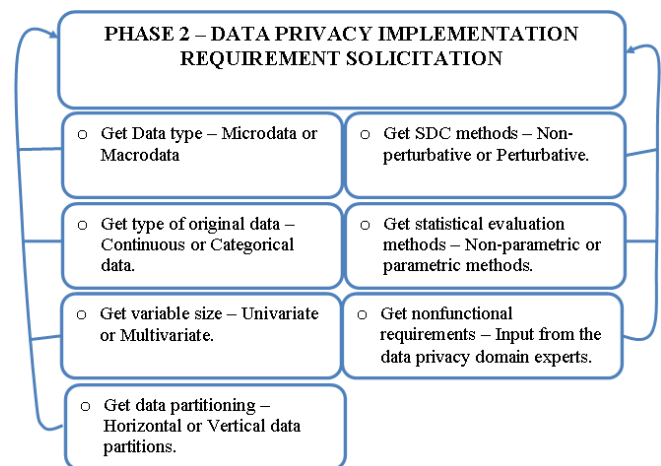 PHASE 2 – DATA PRIVACY IMPLEMENTATION
REQUIREMENT SOLICITATION
o Get Data type – Microdata or
Macrodata
o Get SDC methods – Non-
perturbative or Perturbative.
o Get type of original data –
Continuous or Categorical
data.
o Get statistical evaluation
methods – Non-parametric or
parametric methods.
o Get variable size – Univariate
or Multivariate.
o Get nonfunctional
requirements – Input from the
data privacy domain experts.
o Get data partitioning –
Horizontal or Vertical data
partitions.